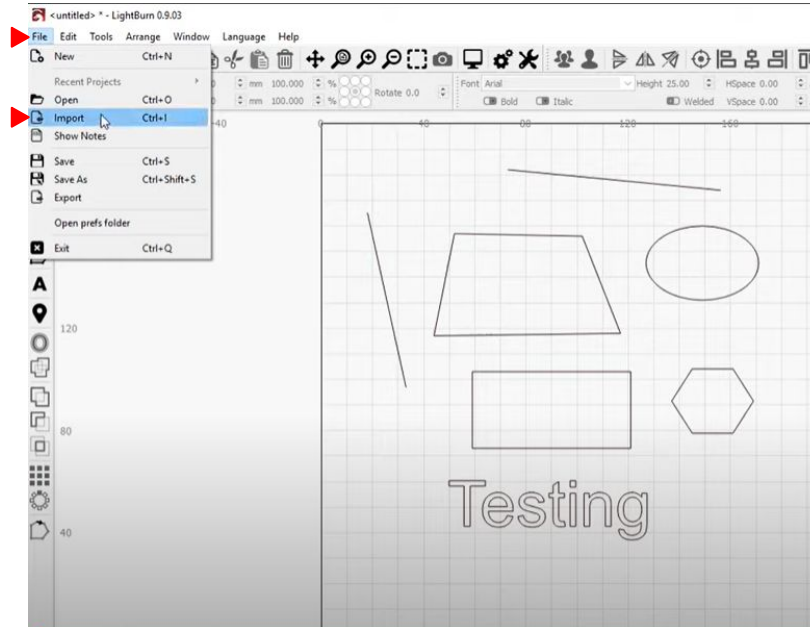 <untitled> * - LightBurn 0.9.03
File Edit Tools Arrange Window Language Help
New Ctrl+N
Recent Projects
Open Ctrl+O
Import Ctrl+I
Show Notes
Save Ctrl+S
Save As Ctrl+Shift+S
Export
Open prefs folder
Exit Ctrl+Q
mm 100.000 % Rotate 0.0 Font Arial Height 25.00 HSpace 0.00
mm 100.000 % Bold Italic Welded VSpace 0.00
-40 0 40 80 120 160
A
120
80
40
Testing